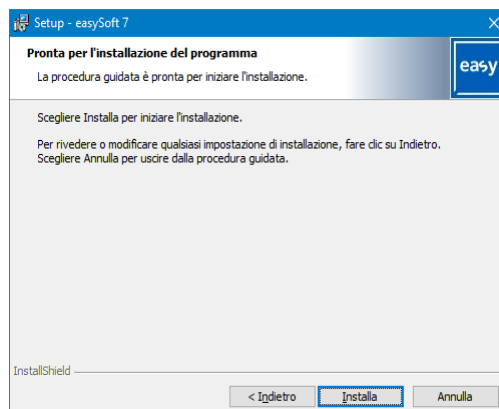 Setup - easySoft 7
Pronta per l'installazione del programma
La procedura guidata è pronta per iniziare l'installazione.
easy
Scegliere Installa per iniziare l'installazione.
Per rivedere o modificare qualsiasi impostazione di installazione, fare clic su Indietro.
Scegliere Annulla per uscire dalla procedura guidata.
InstallShield
< Indietro
Installa
Annulla